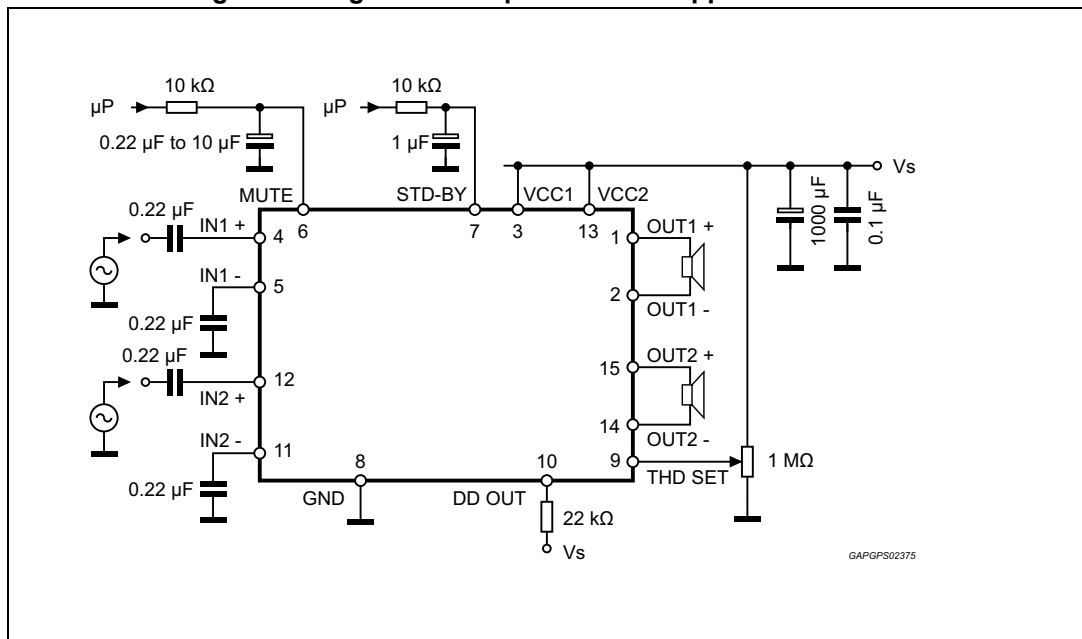 10 kΩ
10 kΩ
µP
µP
0.22 µF to 10 µF
1 µF
Vs
MUTE
STD-BY
VCC1
VCC2
1000 µF
0.1 µF
0.22 µF
IN1 +
4
6
7
3
13
1
OUT1 +
IN1 -
5
2
OUT1 -
0.22 µF
0.22 µF
15
OUT2 +
12
IN2 +
14
OUT2 -
IN2 -
11
8
10
9
THD SET
1 MΩ
0.22 µF
GND
DD OUT
22 kΩ
Vs
GAPGPS02375